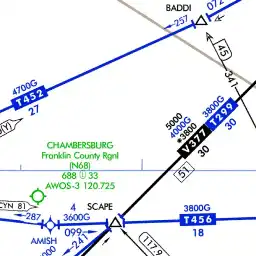 BADDI
257
072
45
341
4700G
T452
27
(Y)
5000
4000G
*3800
V377
30
3800G
T299
30
51
CHAMBERSBURG
Franklin County Rgnl
(N68)
688 Ⓛ 33
AWOS-3 120.725
CYN 81
287
4
3600G
SCAPE
AMISH
099
241
117.9
3800G
T456
18